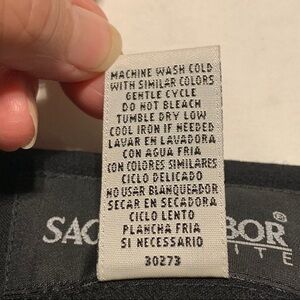 MACHINE WASH COLD
WITH SIMILAR COLORS
GENTLE CYCLE
DO NOT BLEACH
TUMBLE DRY LOW
COOL IRON IF NEEDED
LAVAR EN LAVADORA
CON AGUA FRIA
CON COLORES SIMILARES
CICLO DELICADO
NO USAR BLANQUEADOR
SECAR EN SECADORA
CICLO LENTO
PLANCHA FRIA
SI NECESSARIO
30273